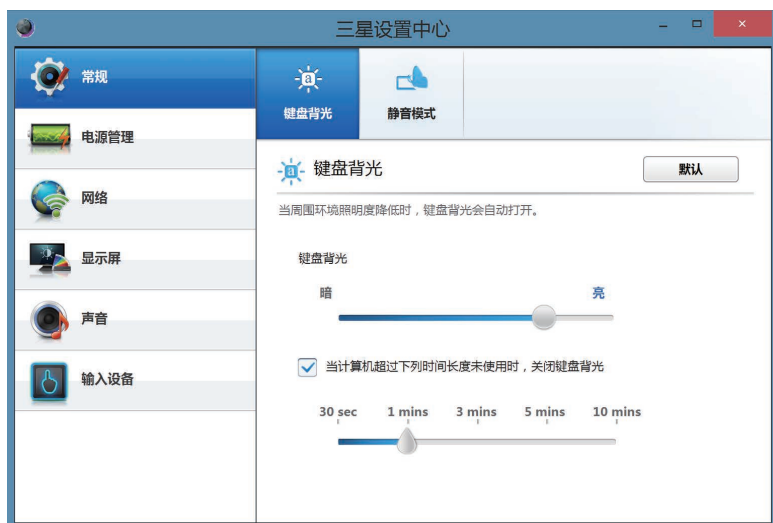 三星设置中心
常规
电源管理
网络
显示屏
声音
输入设备
键盘背光
静音模式
键盘背光
默认
当周围环境照明度降低时，键盘背光会自动打开。
键盘背光
暗 亮
当计算机超过下列时间长度未使用时，关闭键盘背光
30 sec 1 mins 3 mins 5 mins 10 mins